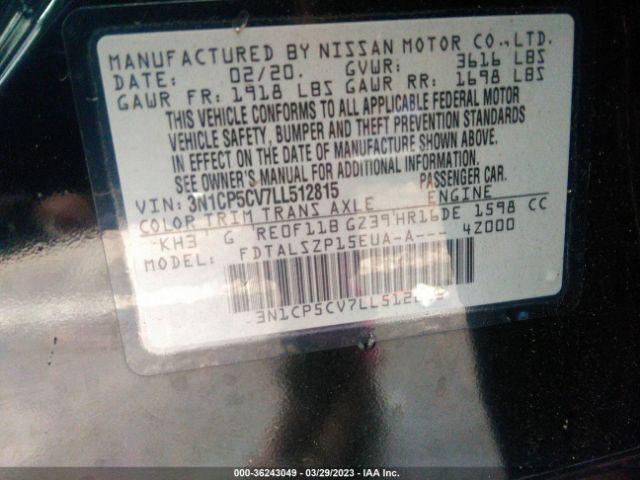 MANUFACTURED BY NISSAN MOTOR CO., LTD.
DATE: 02/20. GVWR: 3616 LBS
GAWR FR: 1918 LBS GAWR RR: 1698 LBS
THIS VEHICLE CONFORMS TO ALL APPLICABLE FEDERAL MOTOR
VEHICLE SAFETY, BUMPER AND THEFT PREVENTION STANDARDS
IN EFFECT ON THE DATE OF MANUFACTURE SHOWN ABOVE.
SEE OWNER'S MANUAL FOR ADDITIONAL INFORMATION.
VIN: 3N1CP5CV7LL512815 PASSENGER CAR.
COLOR TRIM TRANS AXLE ENGINE
KH3 G RE0F11B GZ39 HR16DE 1598 CC
FDTALSZP15EUA-A--- 4Z000
3N1CP5CV7LL512815
000-36243049 | 03/29/2023 | IAA Inc.